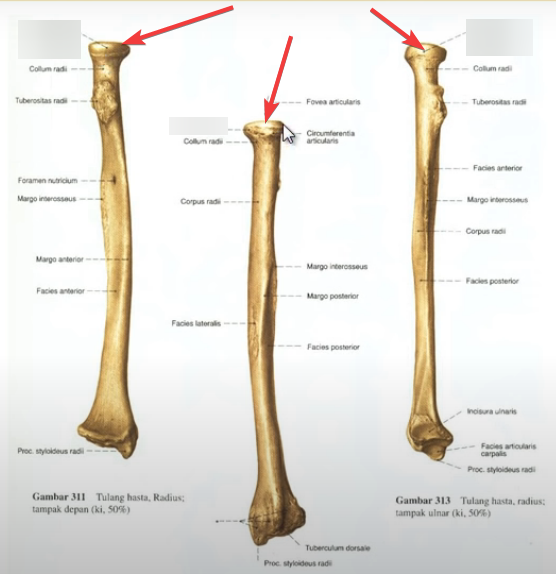 Collum radii
Tuberositas radii
Foramen nutricium
Margo interosseus
Margo anterior
Facies anterior
Proc. styloideus radii
Gambar 311 Tulang hasta, Radius;
tampak depan (ki, 50%)
Fovea articularis
Circumferentia
articularis
Collum radii
Corpus radii
Margo interosseus
Margo posterior
Facies lateralis
Facies posterior
Tuberculum dorsale
Proc. styloideus radii
Collum radii
Tuberositas radii
Facies anterior
Margo interosseus
Corpus radii
Facies posterior
Incisura ulnaris
Facies articularis
carpalis
Proc. styloideus radii
Gambar 313 Tulang hasta, radius;
tampak ulnar (ki, 50%)